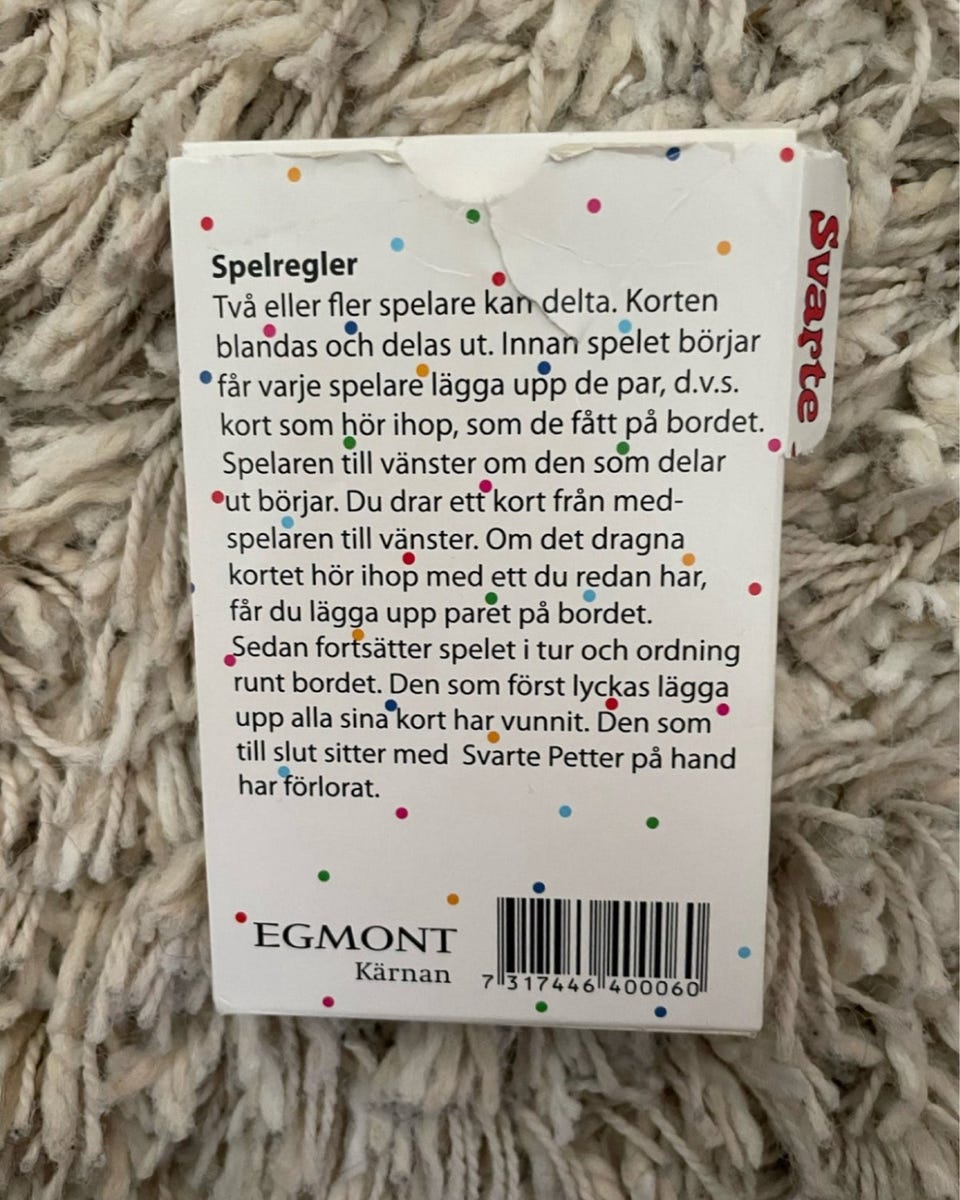 Spelregler
Två eller fler spelare kan delta. Korten
blandas och delas ut. Innan spelet börjar
får varje spelare lägga upp de par, d.v.s.
kort som hör ihop, som de fått på bordet.
Spelaren till vänster om den som delar
ut börjar. Du drar ett kort från med-
spelaren till vänster. Om det dragna
kortet hör ihop med ett du redan har,
får du lägga upp paret på bordet.
Sedan fortsätter spelet i tur och ordning
runt bordet. Den som först lyckas lägga
upp alla sina kort har vunnit. Den som
till slut sitter med Svarte Petter på hand
har förlorat.
EGMONT
Kärnan
7 317446 400060
Svarte